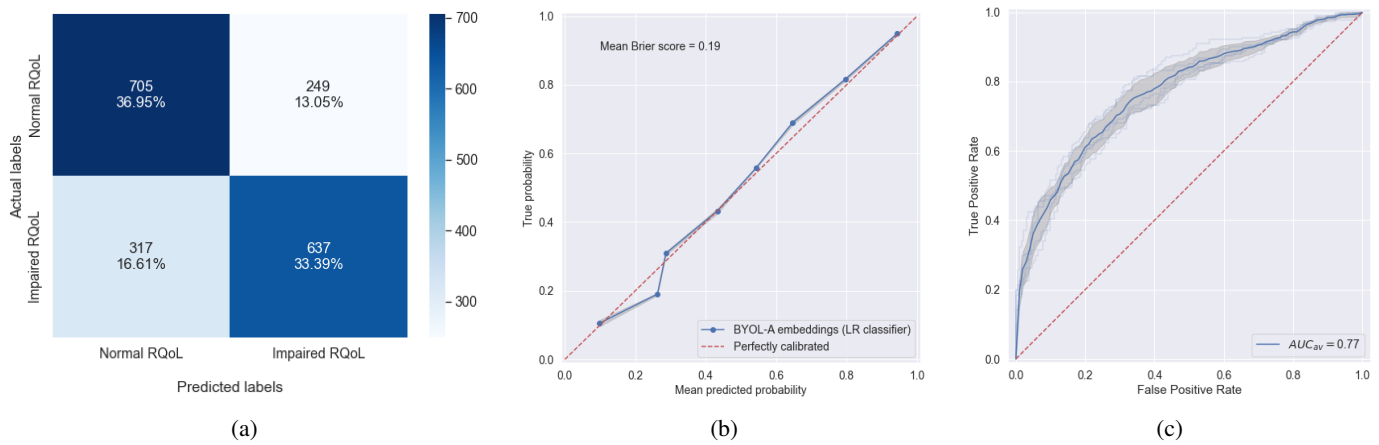 Actual labels
Normal RQoL
Impaired RQoL
705
36.95%
249
13.05%
317
16.61%
637
33.39%
Normal RQoL
Impaired RQoL
Predicted labels
700
600
500
400
300
(a)
Mean Brier score = 0.19
True probability
1.0
0.8
0.6
0.4
0.2
0.0
BYOL-A embeddings (LR classifier)
Perfectly calibrated
0.0 0.2 0.4 0.6 0.8 1.0
Mean predicted probability
(b)
True Positive Rate
1.0
0.8
0.6
0.4
0.2
0.0
AUC_av = 0.77
0.0 0.2 0.4 0.6 0.8 1.0
False Positive Rate
(c)